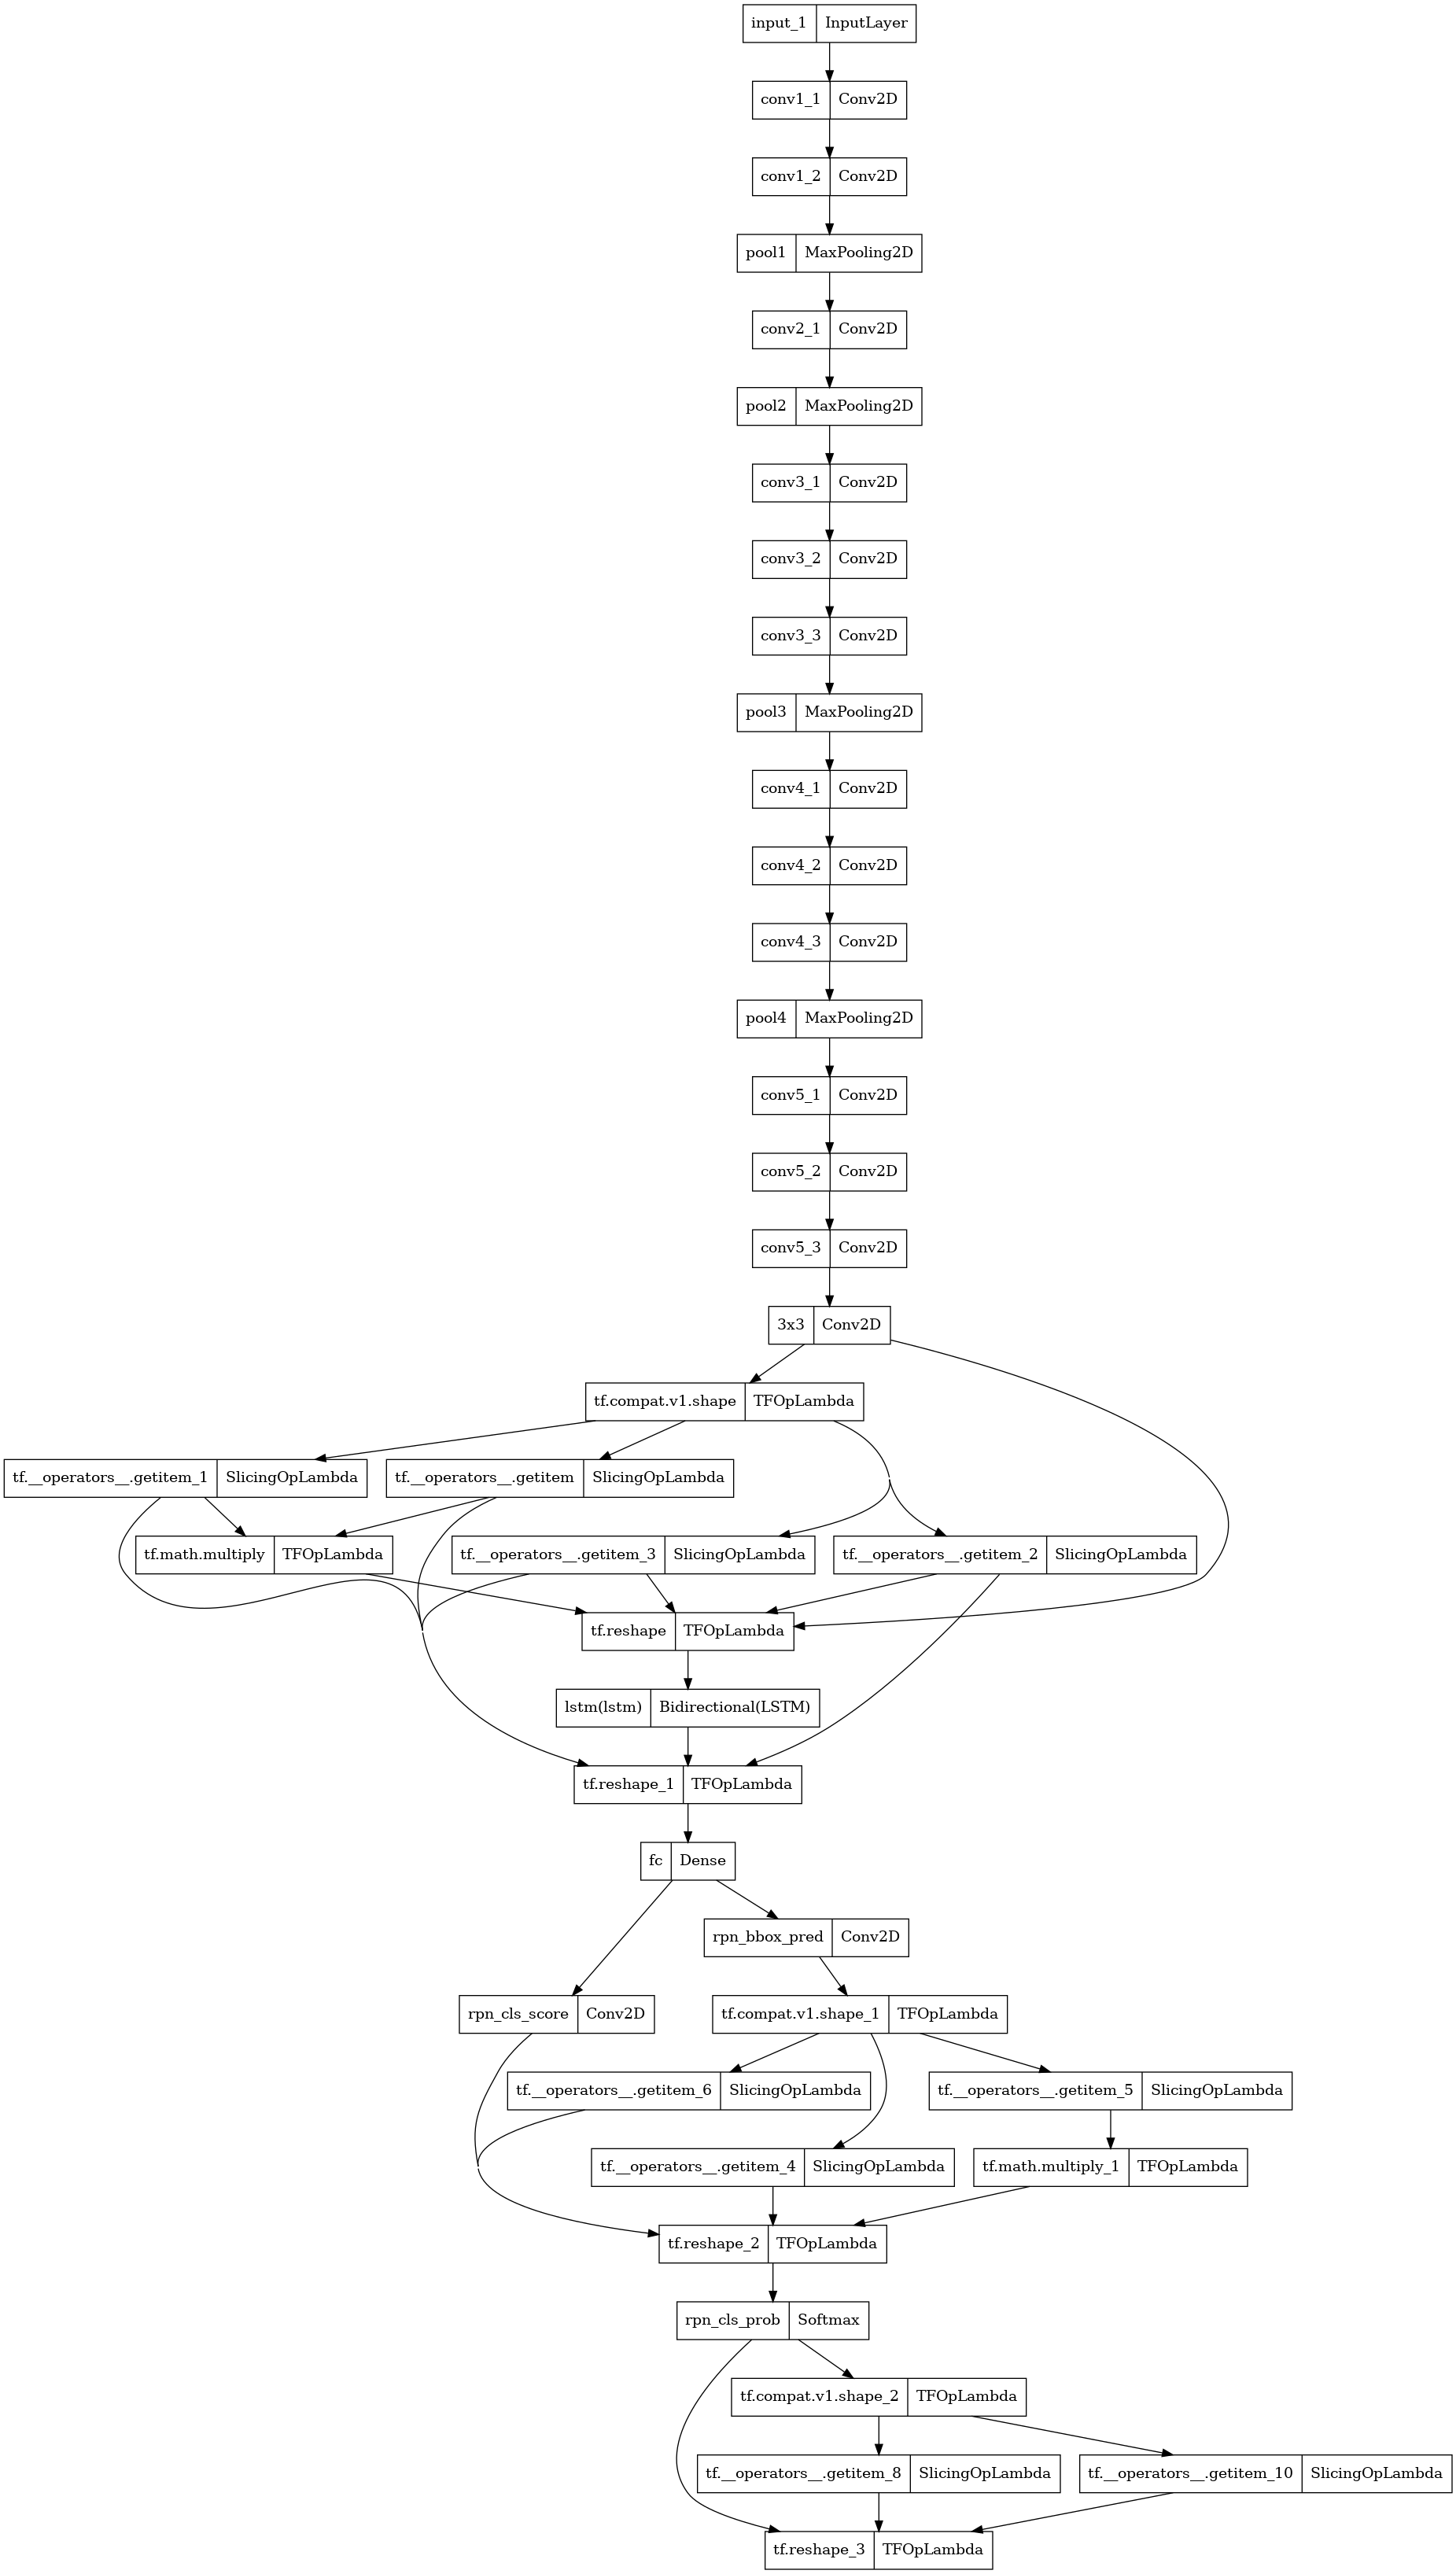 input_1 InputLayer
conv1_1 Conv2D
conv1_2 Conv2D
pool1 MaxPooling2D
conv2_1 Conv2D
pool2 MaxPooling2D
conv3_1 Conv2D
conv3_2 Conv2D
conv3_3 Conv2D
pool3 MaxPooling2D
conv4_1 Conv2D
conv4_2 Conv2D
conv4_3 Conv2D
pool4 MaxPooling2D
conv5_1 Conv2D
conv5_2 Conv2D
conv5_3 Conv2D
3x3 Conv2D
tf.compat.v1.shape TFOpLambda
tf.__operators__.getitem_1 SlicingOpLambda
tf.__operators__.getitem SlicingOpLambda
tf.math.multiply TFOpLambda
tf.__operators__.getitem_3 SlicingOpLambda
tf.__operators__.getitem_2 SlicingOpLambda
tf.reshape TFOpLambda
lstm(lstm) Bidirectional(LSTM)
tf.reshape_1 TFOpLambda
fc Dense
rpn_bbox_pred Conv2D
rpn_cls_score Conv2D
tf.compat.v1.shape_1 TFOpLambda
tf.__operators__.getitem_6 SlicingOpLambda
tf.__operators__.getitem_5 SlicingOpLambda
tf.__operators__.getitem_4 SlicingOpLambda
tf.math.multiply_1 TFOpLambda
tf.reshape_2 TFOpLambda
rpn_cls_prob Softmax
tf.compat.v1.shape_2 TFOpLambda
tf.__operators__.getitem_8 SlicingOpLambda
tf.__operators__.getitem_10 SlicingOpLambda
tf.reshape_3 TFOpLambda